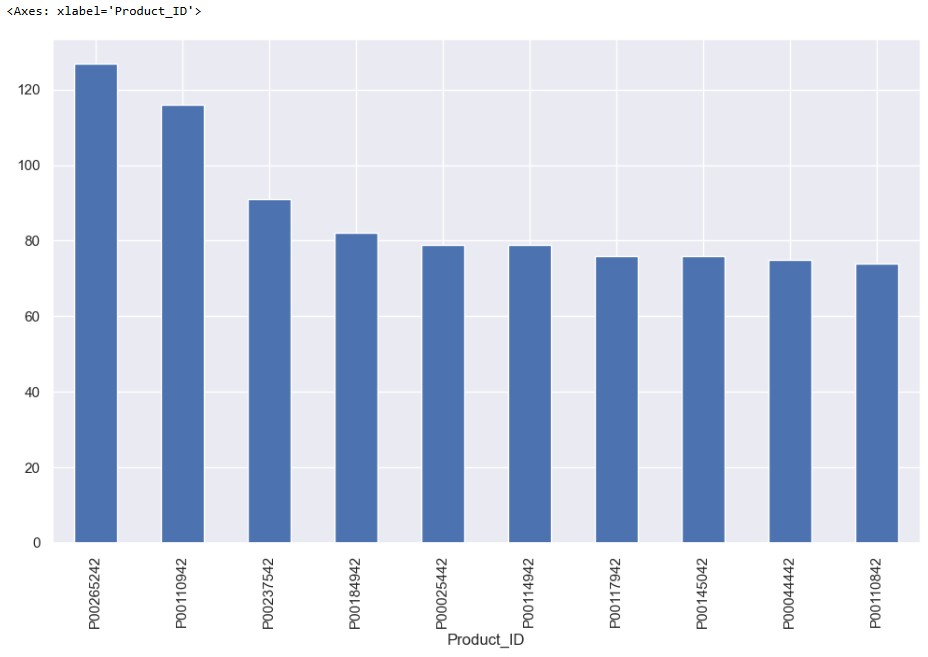 <Axes: xlabel='Product_ID'>
120
100
80
60
40
20
0
P00265242
P00110942
P00237542
P00184942
P00025442
P00114942
P00117942
P00145042
P00044442
P00110842
Product_ID